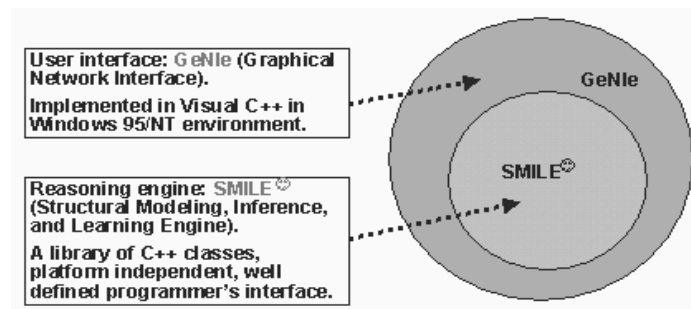 User interface: GeNIe (Graphical
Network Interface).
Implemented in Visual C++ in
Windows 95/NT environment.
Reasoning engine: SMILE☺
(Structural Modeling, Inference,
and Learning Engine).
A library of C++ classes,
platform independent, well
defined programmer's interface.
GeNIe
SMILE☺